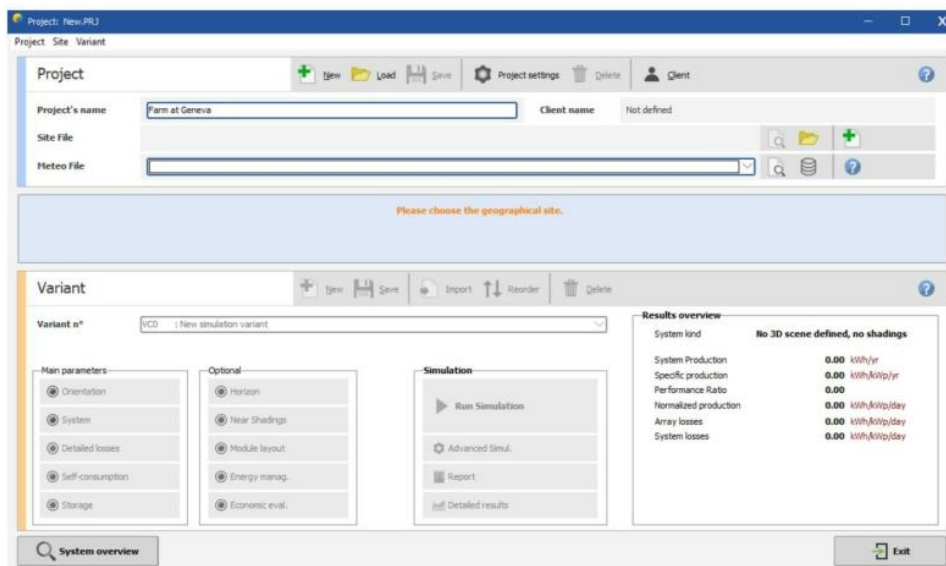 Project: New.PRJ
Project Site Variant
Project New Load Save Project settings Delete Client
Project's name Farm at Geneva Client name Not defined
Site File
Meteo File
Please choose the geographical site.
Variant New Save Import Reorder Delete
Variant n° VC0 : New simulation variant
Results overview
System kind No 3D scene defined, no shadings
System Production 0.00 kWh/yr
Specific production 0.00 kWh/kWp/yr
Performance Ratio 0.00
Normalized production 0.00 kWh/kWp/day
Array losses 0.00 kWh/kWp/day
System losses 0.00 kWh/kWp/day
Main parameters
Orientation
System
Detailed losses
Self-consumption
Storage
Optional
Horizon
Near Shadings
Module layout
Energy manag.
Economic eval.
Simulation
Run Simulation
Advanced Simul.
Report
Detailed results
System overview
Exit